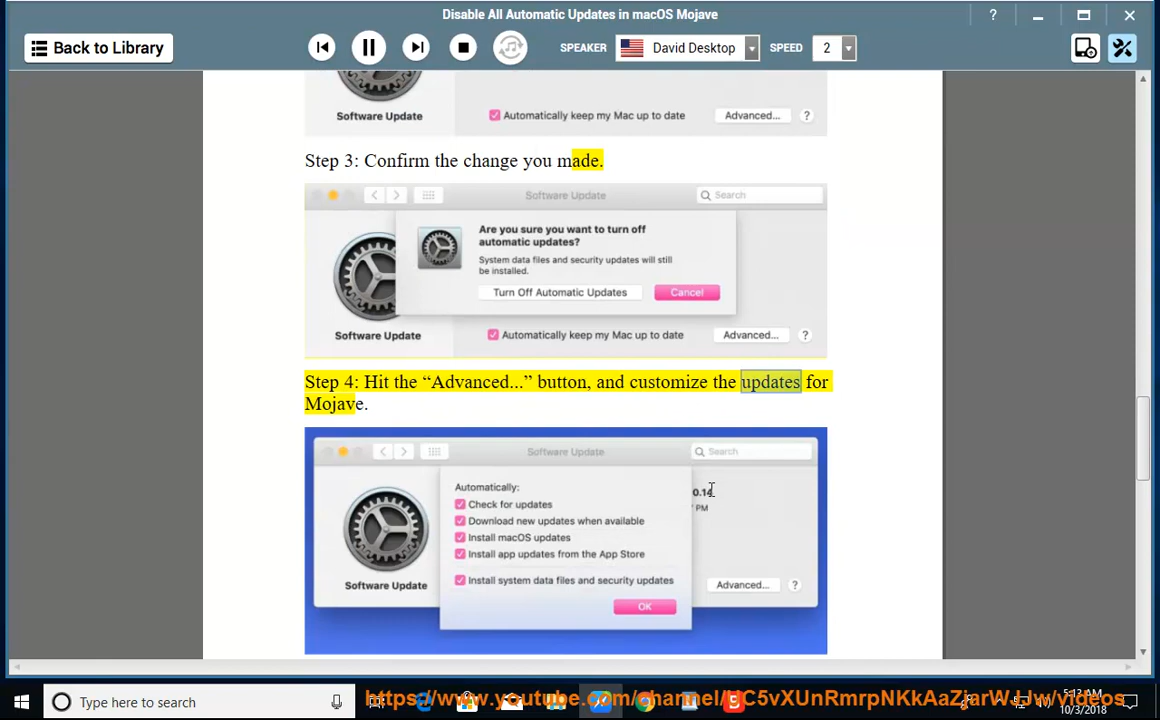 Disable All Automatic Updates in macOS Mojave
?
Back to Library
SPEAKER
David Desktop
SPEED
2
Software Update
Automatically keep my Mac up to date
Advanced...
?
Step 3: Confirm the change you made.
Software Update
Search
Are you sure you want to turn off
automatic updates?
System data files and security updates will still
be installed.
Turn Off Automatic Updates
Cancel
Software Update
Automatically keep my Mac up to date
Advanced...
?
Step 4: Hit the “Advanced...” button, and customize the updates for
Mojave.
Software Update
Search
Automatically:
0.14
Check for updates
PM
Download new updates when available
Install macOS updates
Install app updates from the App Store
Install system data files and security updates
Software Update
Advanced...
?
OK
Type here to search
5:13 AM
10/3/2018